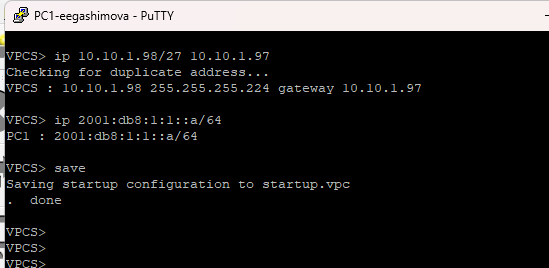 PC1-eegashimova - PuTTY
VPCS> ip 10.10.1.98/27 10.10.1.97
Checking for duplicate address...
VPCS : 10.10.1.98 255.255.255.224 gateway 10.10.1.97
VPCS> ip 2001:db8:1:1::a/64
PC1 : 2001:db8:1:1::a/64
VPCS> save
Saving startup configuration to startup.vpc
.  done
VPCS>
VPCS>
VPCS>